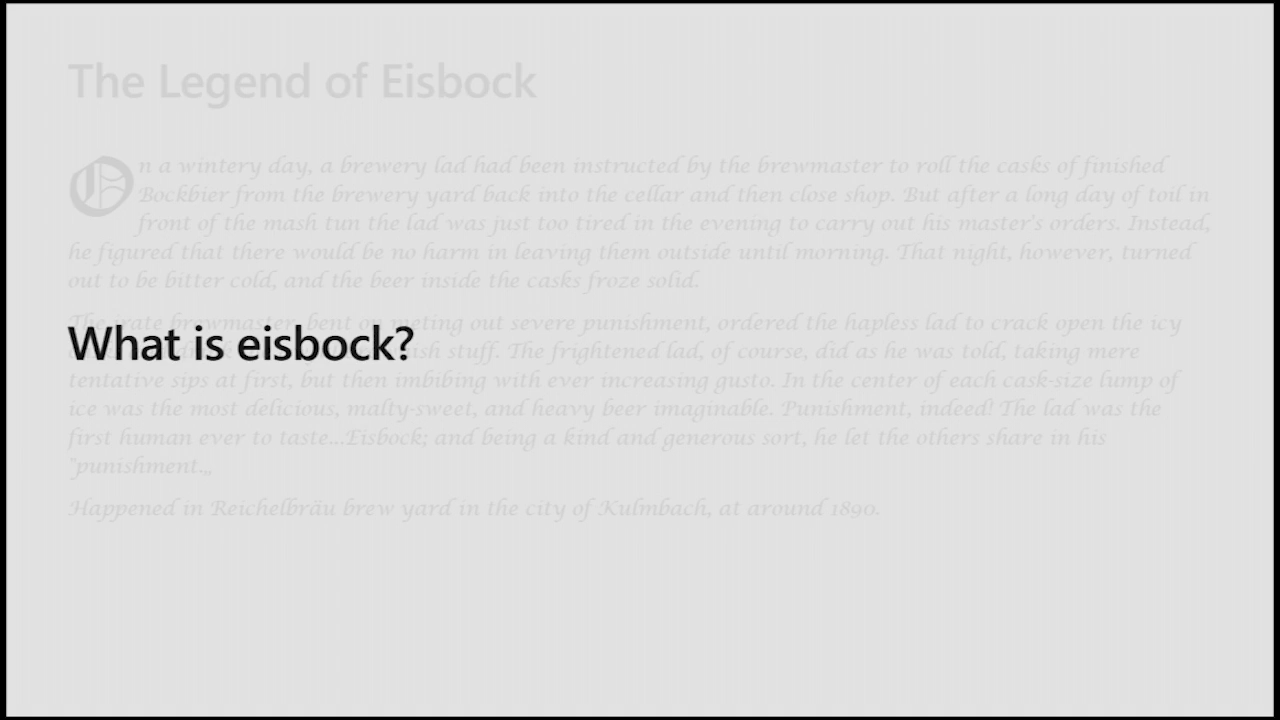 The Legend of Eisbock
On a wintery day, a brewery lad had been instructed by the brewmaster to roll the casks of finished
Bockbier from the brewery yard back into the cellar and then close shop. But after a long day of toil in
front of the mash tun the lad was just too tired in the evening to carry out his master's orders. Instead,
he figured that there would be no harm in leaving them outside until morning. That night, however, turned
out to be bitter cold, and the beer inside the casks froze solid.
The irate brewmaster, bent on meting out severe punishment, ordered the hapless lad to crack open the icy
What is eisbock?
stuff. The frightened lad, of course, did as he was told, taking mere
tentative sips at first, but then imbibing with ever increasing gusto. In the center of each cask-size lump of
ice was the most delicious, malty-sweet, and heavy beer imaginable. Punishment, indeed! The lad was the
first human ever to taste...Eisbock; and being a kind and generous sort, he let the others share in his
"punishment.„
Happened in Reichelbräu brew yard in the city of Kulmbach, at around 1890.